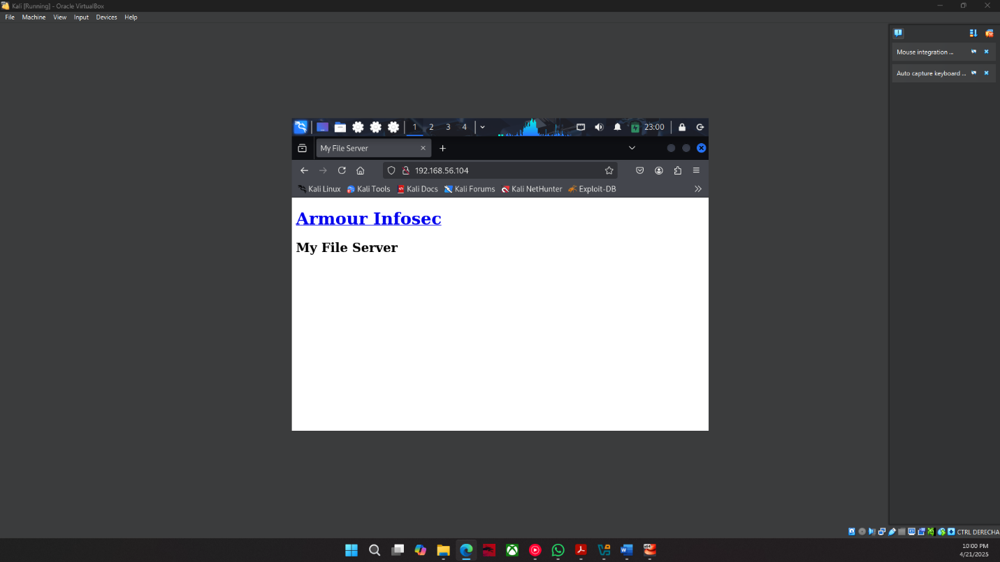 Kali [Running] - Oracle VirtualBox
File Machine View Input Devices Help
Mouse integration ...
Auto capture keyboard ...
1 2 3 4 23:00
My File Server
192.168.56.104
Kali Linux Kali Tools Kali Docs Kali Forums Kali NetHunter Exploit-DB
Armour Infosec
My File Server
CTRL DERECHA
10:00 PM
4/21/2025